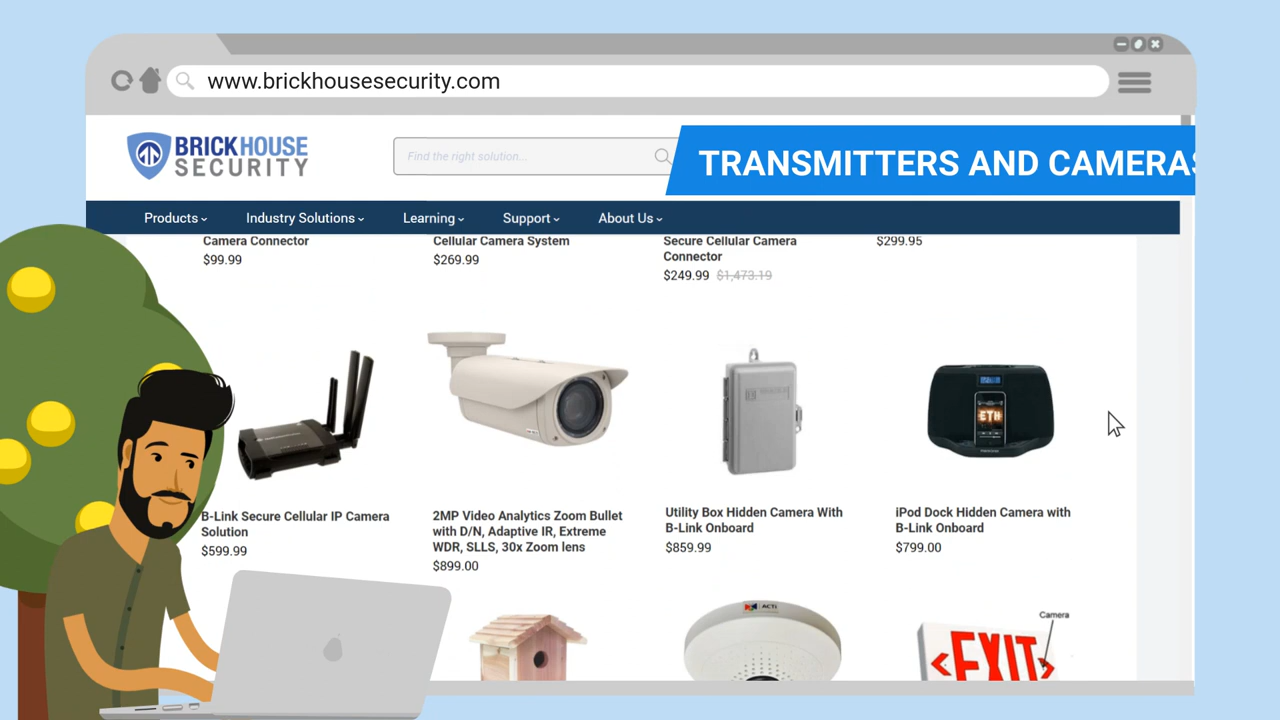 www.brickhousesecurity.com
BRICKHOUSE
SECURITY
Find the right solution...
TRANSMITTERS AND CAMERAS
Products
Industry Solutions
Learning
Support
About Us
Camera Connector
$99.99
Cellular Camera System
$269.99
Secure Cellular Camera
Connector
$249.99 $1,473.19
$299.95
ETH
B-Link Secure Cellular IP Camera
Solution
$599.99
2MP Video Analytics Zoom Bullet
with D/N, Adaptive IR, Extreme
WDR, SLLS, 30x Zoom lens
$899.00
Utility Box Hidden Camera With
B-Link Onboard
$859.99
iPod Dock Hidden Camera with
B-Link Onboard
$799.00
ACTi
Camera
EXIT